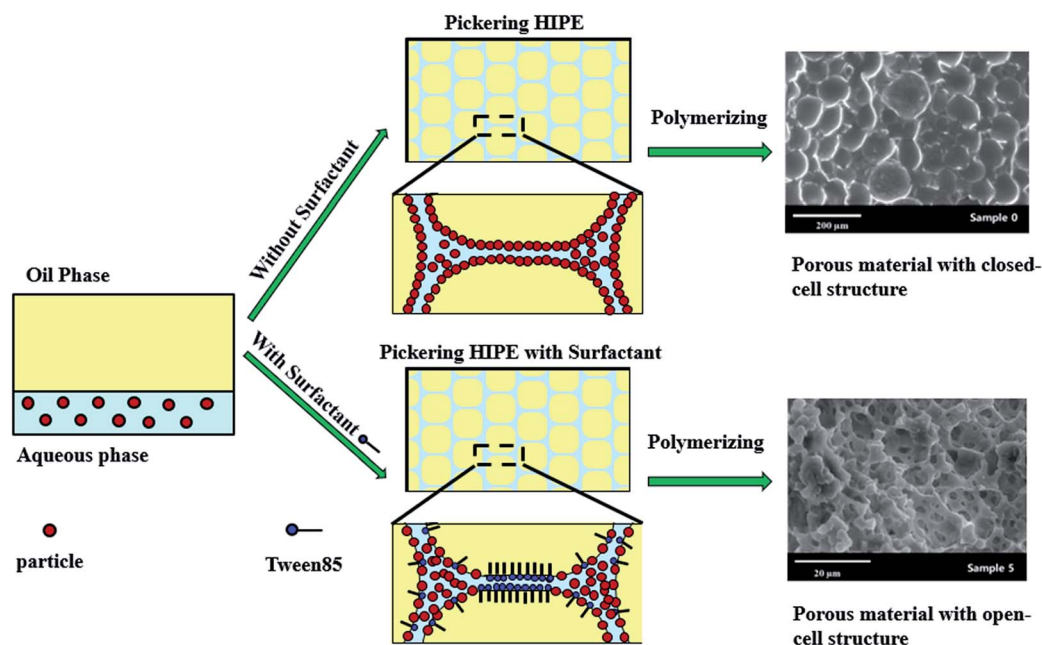 Pickering HIPE
Without Surfactant
Polymerizing
200 µm
Sample 0
Porous material with closed-
cell structure
Oil Phase
Aqueous phase
With Surfactant
Pickering HIPE with Surfactant
Polymerizing
20 µm
Sample 5
Porous material with open-
cell structure
particle
Tween85